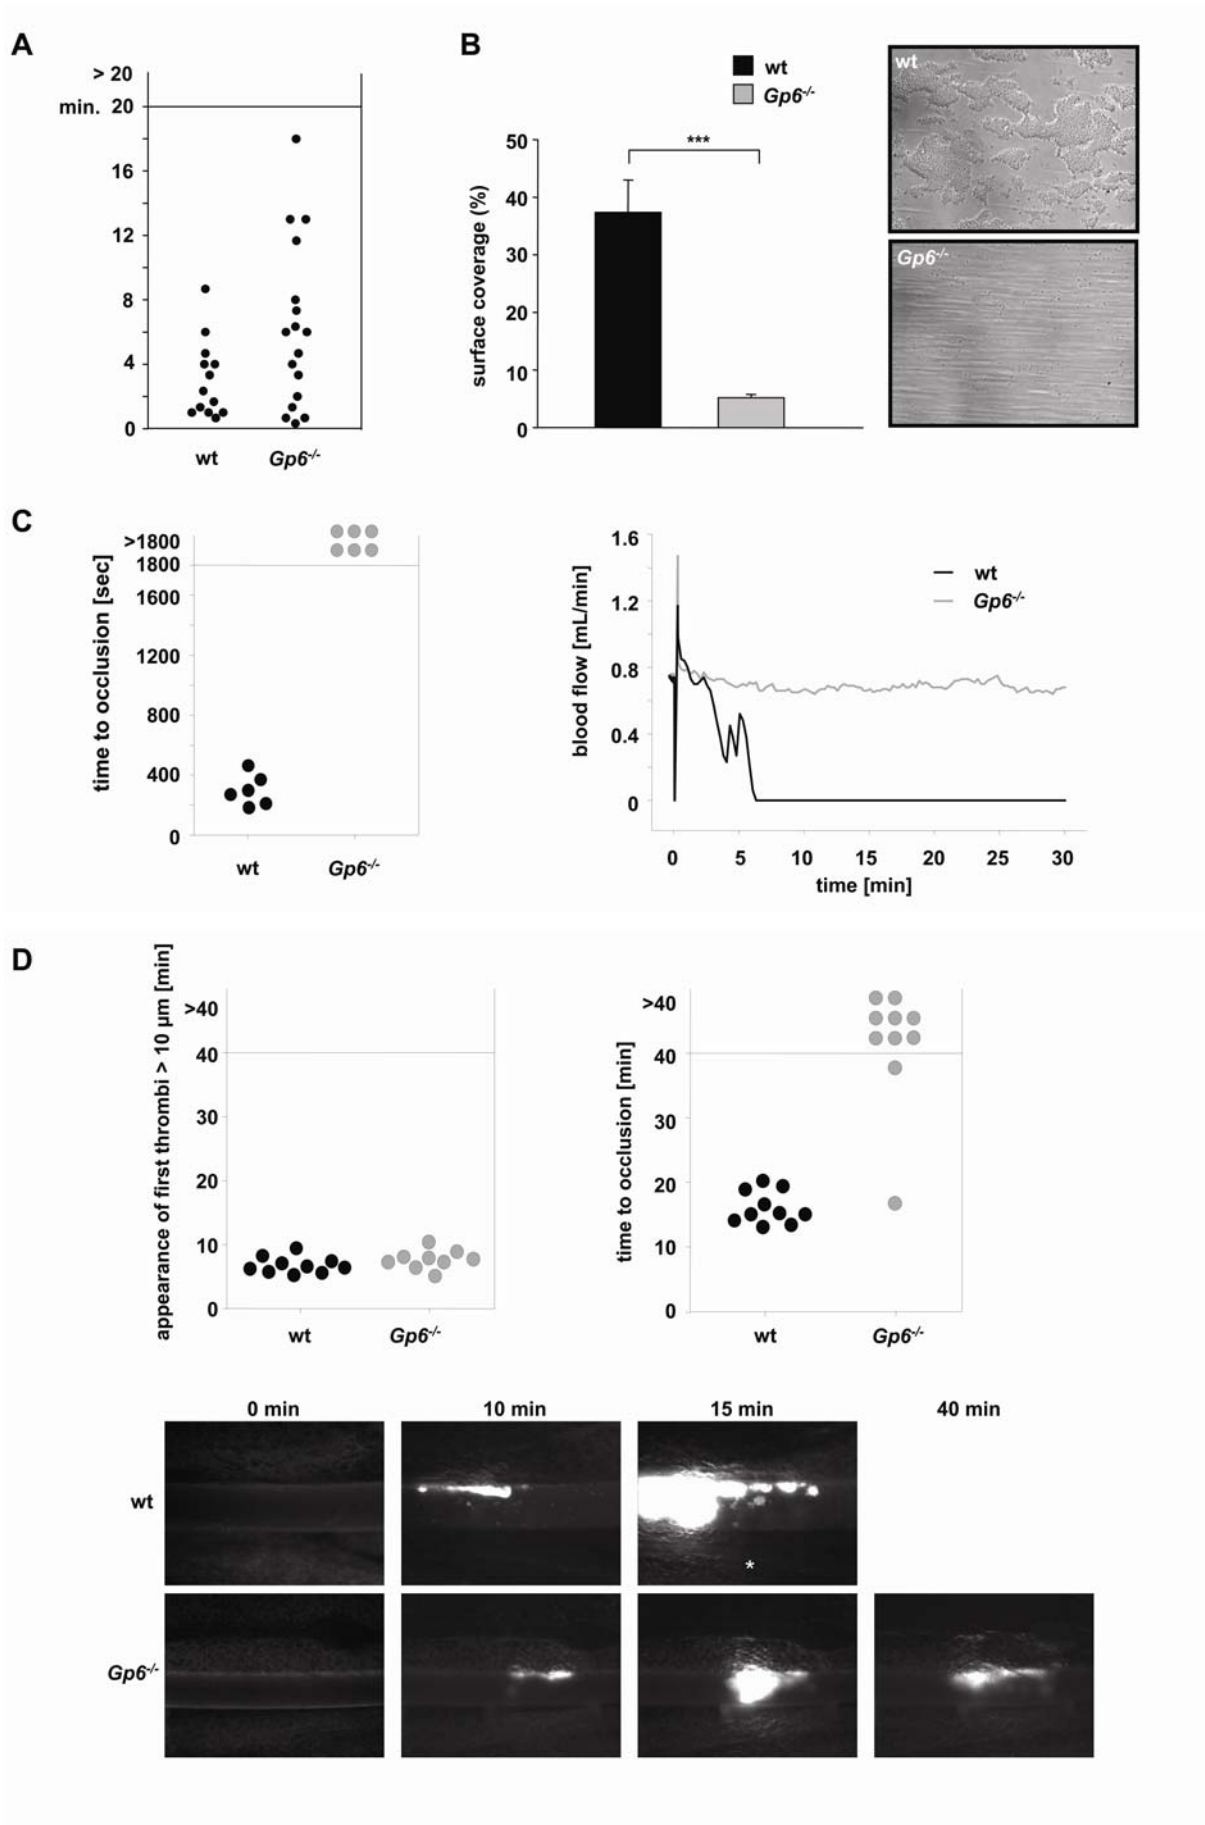 A
> 20
min. 20
16
12
8
4
0
wt Gp6-/-
B
wt
Gp6-/-
***
surface coverage (%)
50
40
30
20
10
0
wt
Gp6-/-
C
time to occlusion [sec]
>1800
1800
1600
1200
800
400
0
wt Gp6-/-
blood flow [mL/min]
1.6
1.2
0.8
0.4
0
wt
Gp6-/-
0 5 10 15 20 25 30
time [min]
D
appearance of first thrombi > 10 µm [min]
>40
40
30
20
10
0
wt Gp6-/-
time to occlusion [min]
>40
40
30
20
10
0
wt Gp6-/-
0 min 10 min 15 min 40 min
wt
*
Gp6-/-